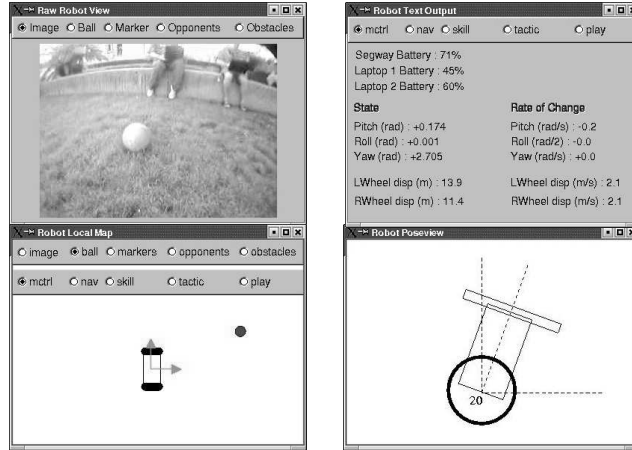 Raw Robot View
Image Ball Marker Opponents Obstacles
Robot Text Output
mctrl nav skill tactic play
Segway Battery : 71%
Laptop 1 Battery : 45%
Laptop 2 Battery : 60%
State Rate of Change
Pitch (rad) : +0.174 Pitch (rad/s) : -0.2
Roll (rad) : +0.001 Roll (rad/2) : -0.0
Yaw (rad) : +2.705 Yaw (rad/s) : +0.0
LWheel disp (m) : 13.9 LWheel disp (m/s) : 2.1
RWheel disp (m) : 11.4 RWheel disp (m/s) : 2.1
Robot Local Map
image ball markers opponents obstacles
mctrl nav skill tactic play
Robot Poseview
20